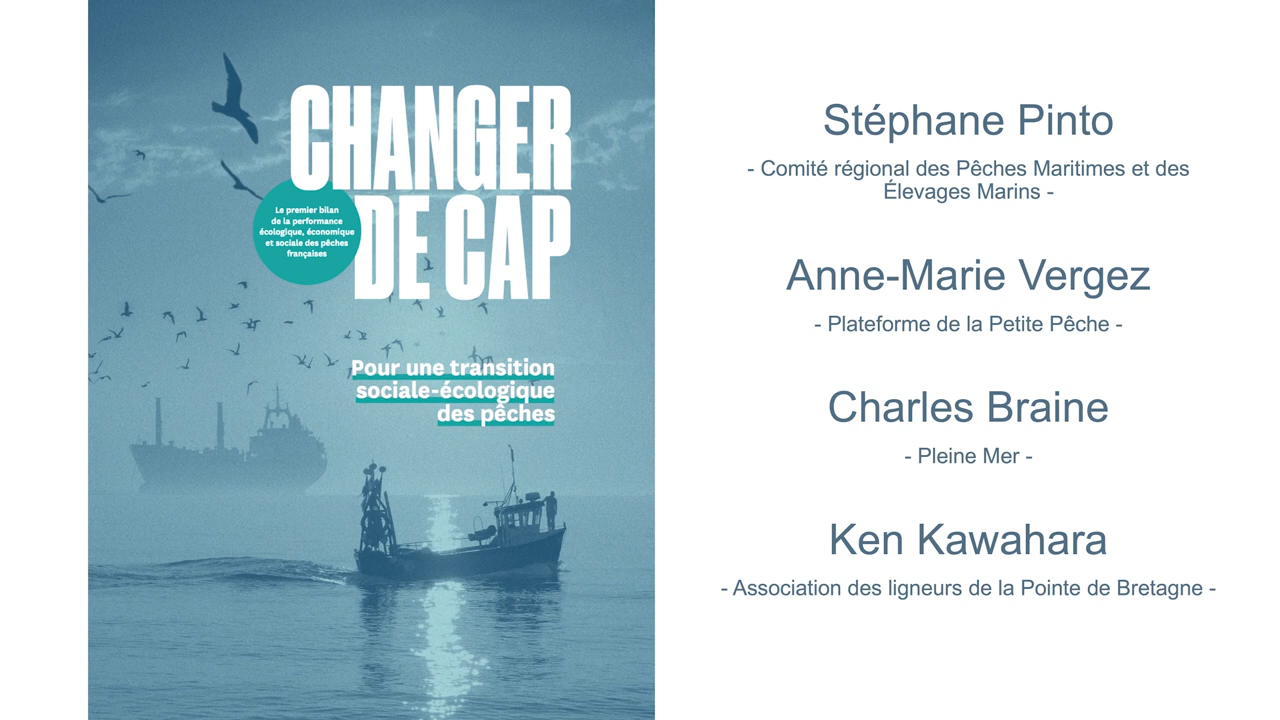 CHANGER
DE CAP
Le premier bilan
de la performance
écologique, économique
et sociale des pêches
françaises
Pour une transition
sociale-écologique
des pêches
Stéphane Pinto
- Comité régional des Pêches Maritimes et des
Élevages Marins -
Anne-Marie Vergez
- Plateforme de la Petite Pêche -
Charles Braine
- Pleine Mer -
Ken Kawahara
- Association des ligneurs de la Pointe de Bretagne -